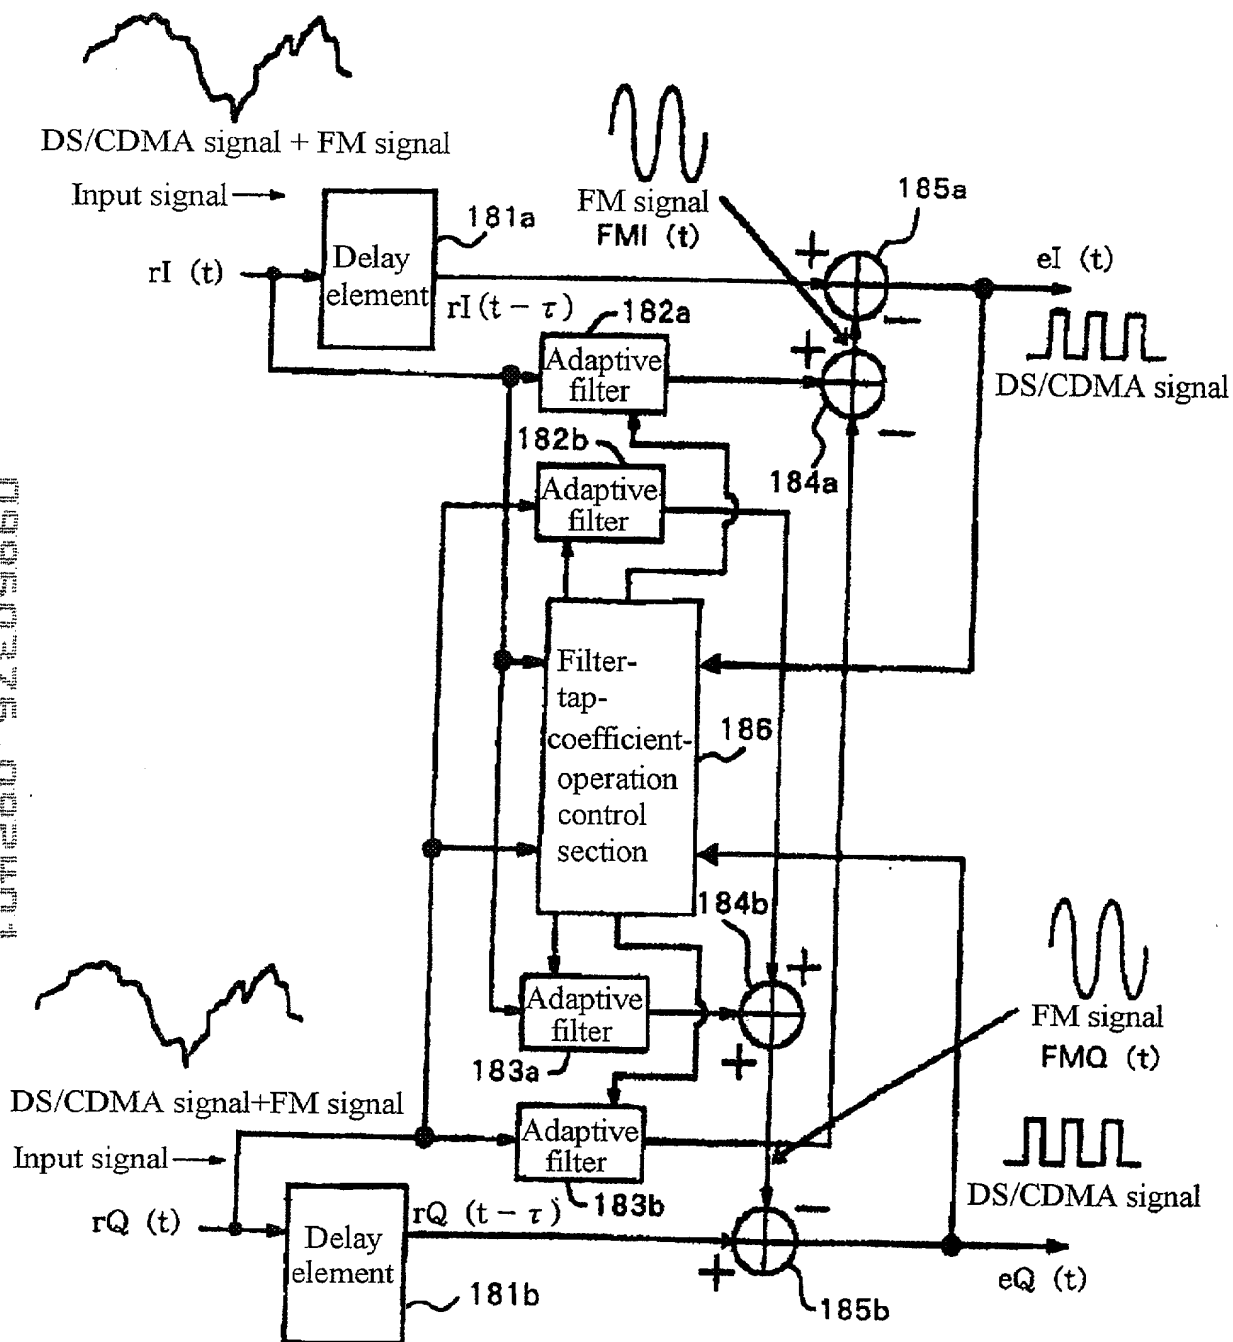 DS/CDMA signal + FM signal
Input signal
rI (t)
Delay
element
181a
rI(t − τ)
FM signal
FMI (t)
185a
+
−
eI (t)
DS/CDMA signal
182a
Adaptive
filter
+
−
184a
182b
Adaptive
filter
Filter-
tap-
coefficient-
operation
control
section
186
184b
+
+
Adaptive
filter
183a
FM signal
FMQ (t)
DS/CDMA signal+FM signal
Input signal
rQ (t)
Adaptive
filter
183b
Delay
element
181b
rQ (t − τ)
−
+
185b
DS/CDMA signal
eQ (t)